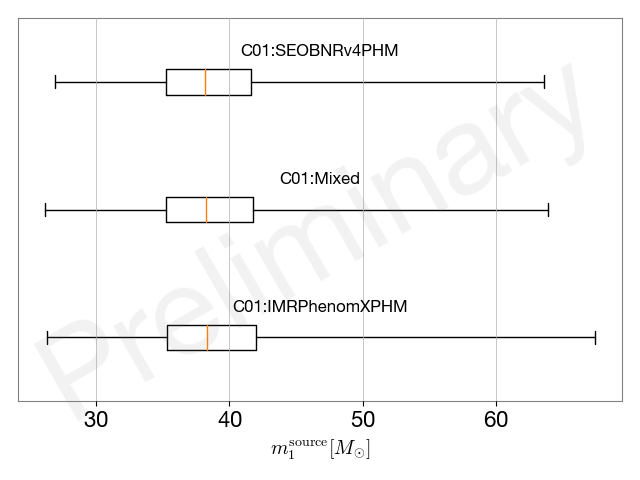 C01:SEOBNRv4PHM
C01:Mixed
C01:IMRPhenomXPHM
Preliminary
30 40 50 60
m₁^source [M⊙]